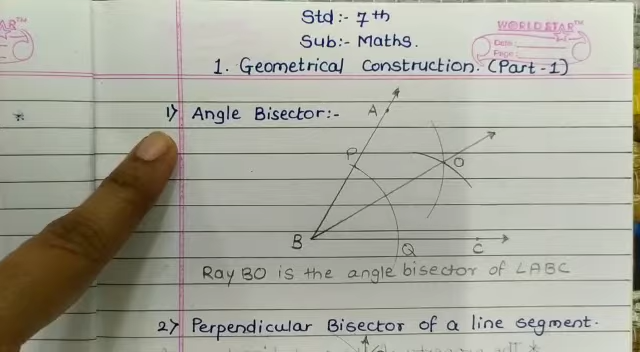 Std:- 7th
Sub:- Maths.
WORLD STAR™
Date:
Page:
1. Geometrical Construction. (Part-1)
*
1) Angle Bisector:-
A
P
O
B
Q
C
Ray BO is the angle bisector of ∠ABC
2) Perpendicular Bisector of a line segment.